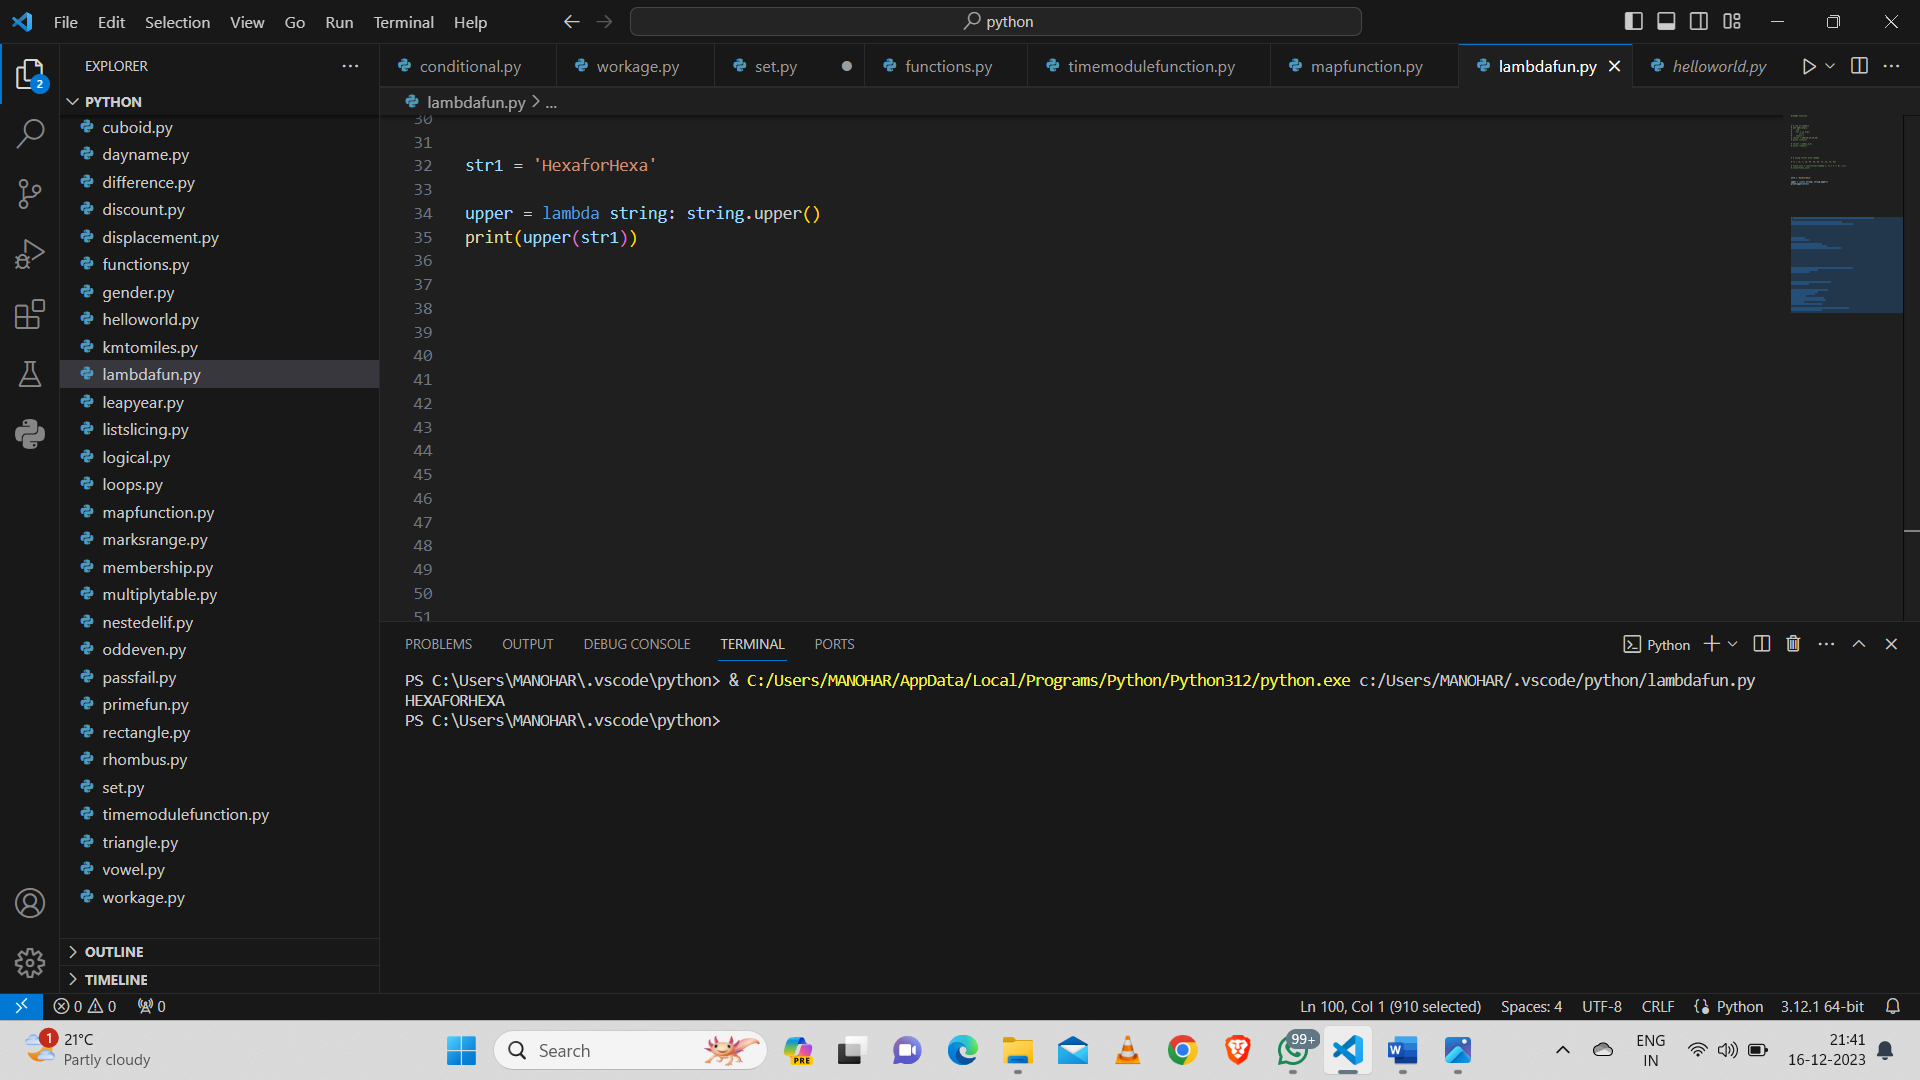 File Edit Selection View Go Run Terminal Help
python
EXPLORER
conditional.py
workage.py
set.py
functions.py
timemodulefunction.py
mapfunction.py
lambdafun.py
helloworld.py
2
PYTHON
lambdafun.py > ...
cuboid.py
dayname.py
difference.py
discount.py
displacement.py
functions.py
gender.py
helloworld.py
kmtomiles.py
lambdafun.py
leapyear.py
listslicing.py
logical.py
loops.py
mapfunction.py
marksrange.py
membership.py
multiplytable.py
nestedelif.py
oddeven.py
passfail.py
primefun.py
rectangle.py
rhombus.py
set.py
timemodulefunction.py
triangle.py
vowel.py
workage.py
OUTLINE
TIMELINE
30
31
32 str1 = 'HexaforHexa'
33
34 upper = lambda string: string.upper()
35 print(upper(str1))
36
37
38
39
40
41
42
43
44
45
46
47
48
49
50
51
PROBLEMS OUTPUT DEBUG CONSOLE TERMINAL PORTS
Python
PS C:\Users\MANOHAR\.vscode\python> & C:/Users/MANOHAR/AppData/Local/Programs/Python/Python312/python.exe c:/Users/MANOHAR/.vscode/python/lambdafun.py
HEXAFORHEXA
PS C:\Users\MANOHAR\.vscode\python>
0 0 0
Ln 100, Col 1 (910 selected) Spaces: 4 UTF-8 CRLF {} Python 3.12.1 64-bit
1
21°C
Partly cloudy
Search
PRE
99+
ENG
IN
21:41
16-12-2023